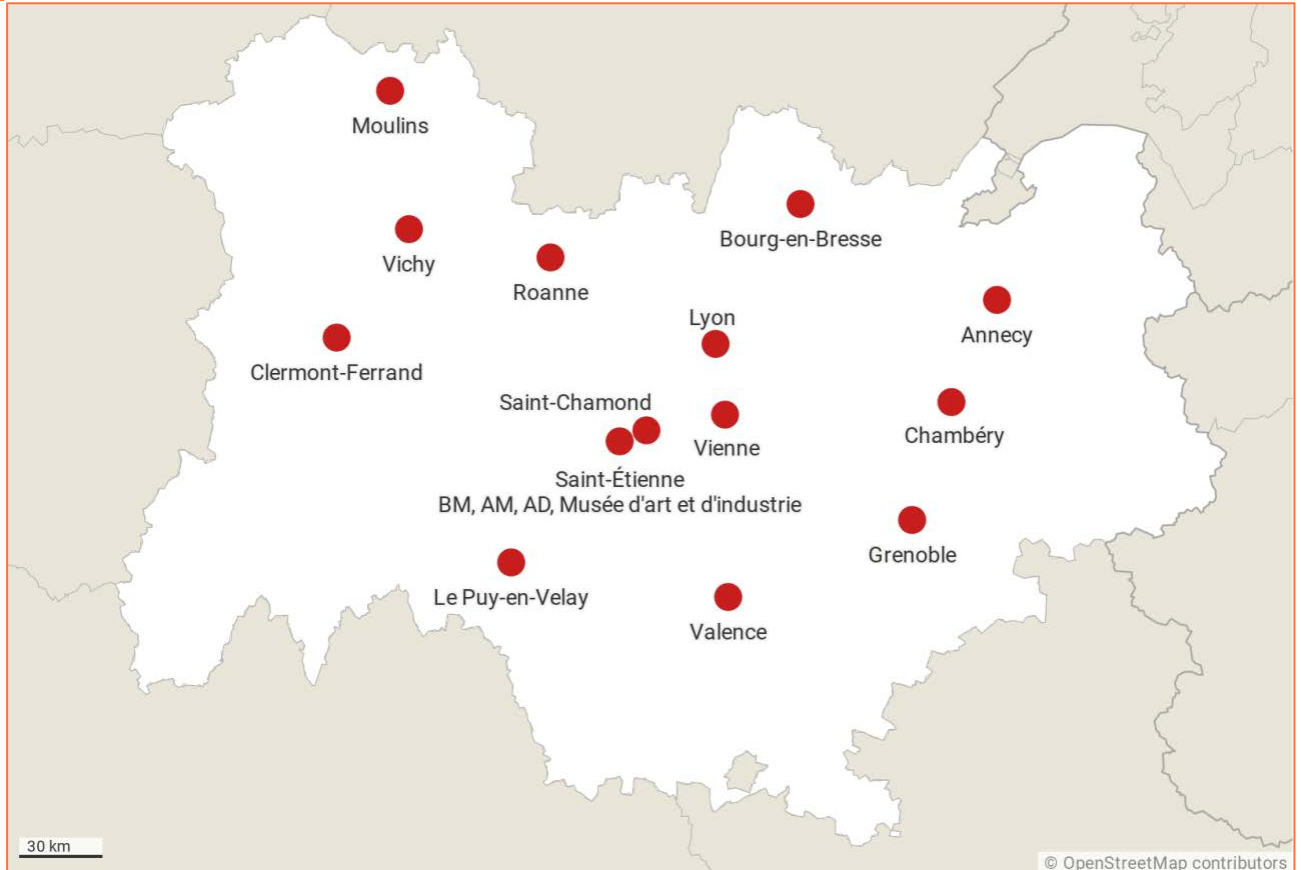 Moulins
Vichy
Bourg-en-Bresse
Roanne
Lyon
Annecy
Clermont-Ferrand
Saint-Chamond
Chambéry
Vienne
Saint-Étienne
BM, AM, AD, Musée d'art et d'industrie
Grenoble
Le Puy-en-Velay
Valence
30 km
© OpenStreetMap contributors